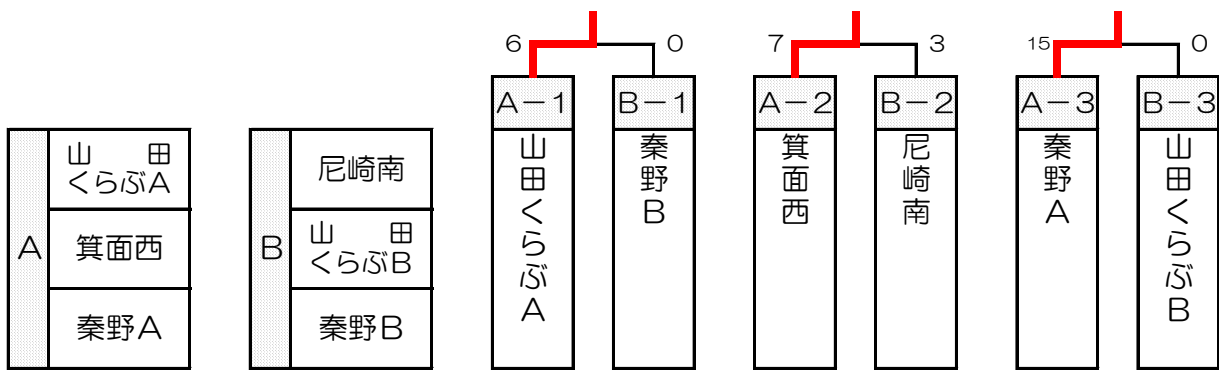 A
山　田
くらぶA
箕面西
秦野A
B
尼崎南
山　田
くらぶB
秦野B
6 0
A－1 B－1
山田くらぶA
秦野B
7 3
A－2 B－2
箕面西
尼崎南
15 0
A－3 B－3
秦野A
山田くらぶB